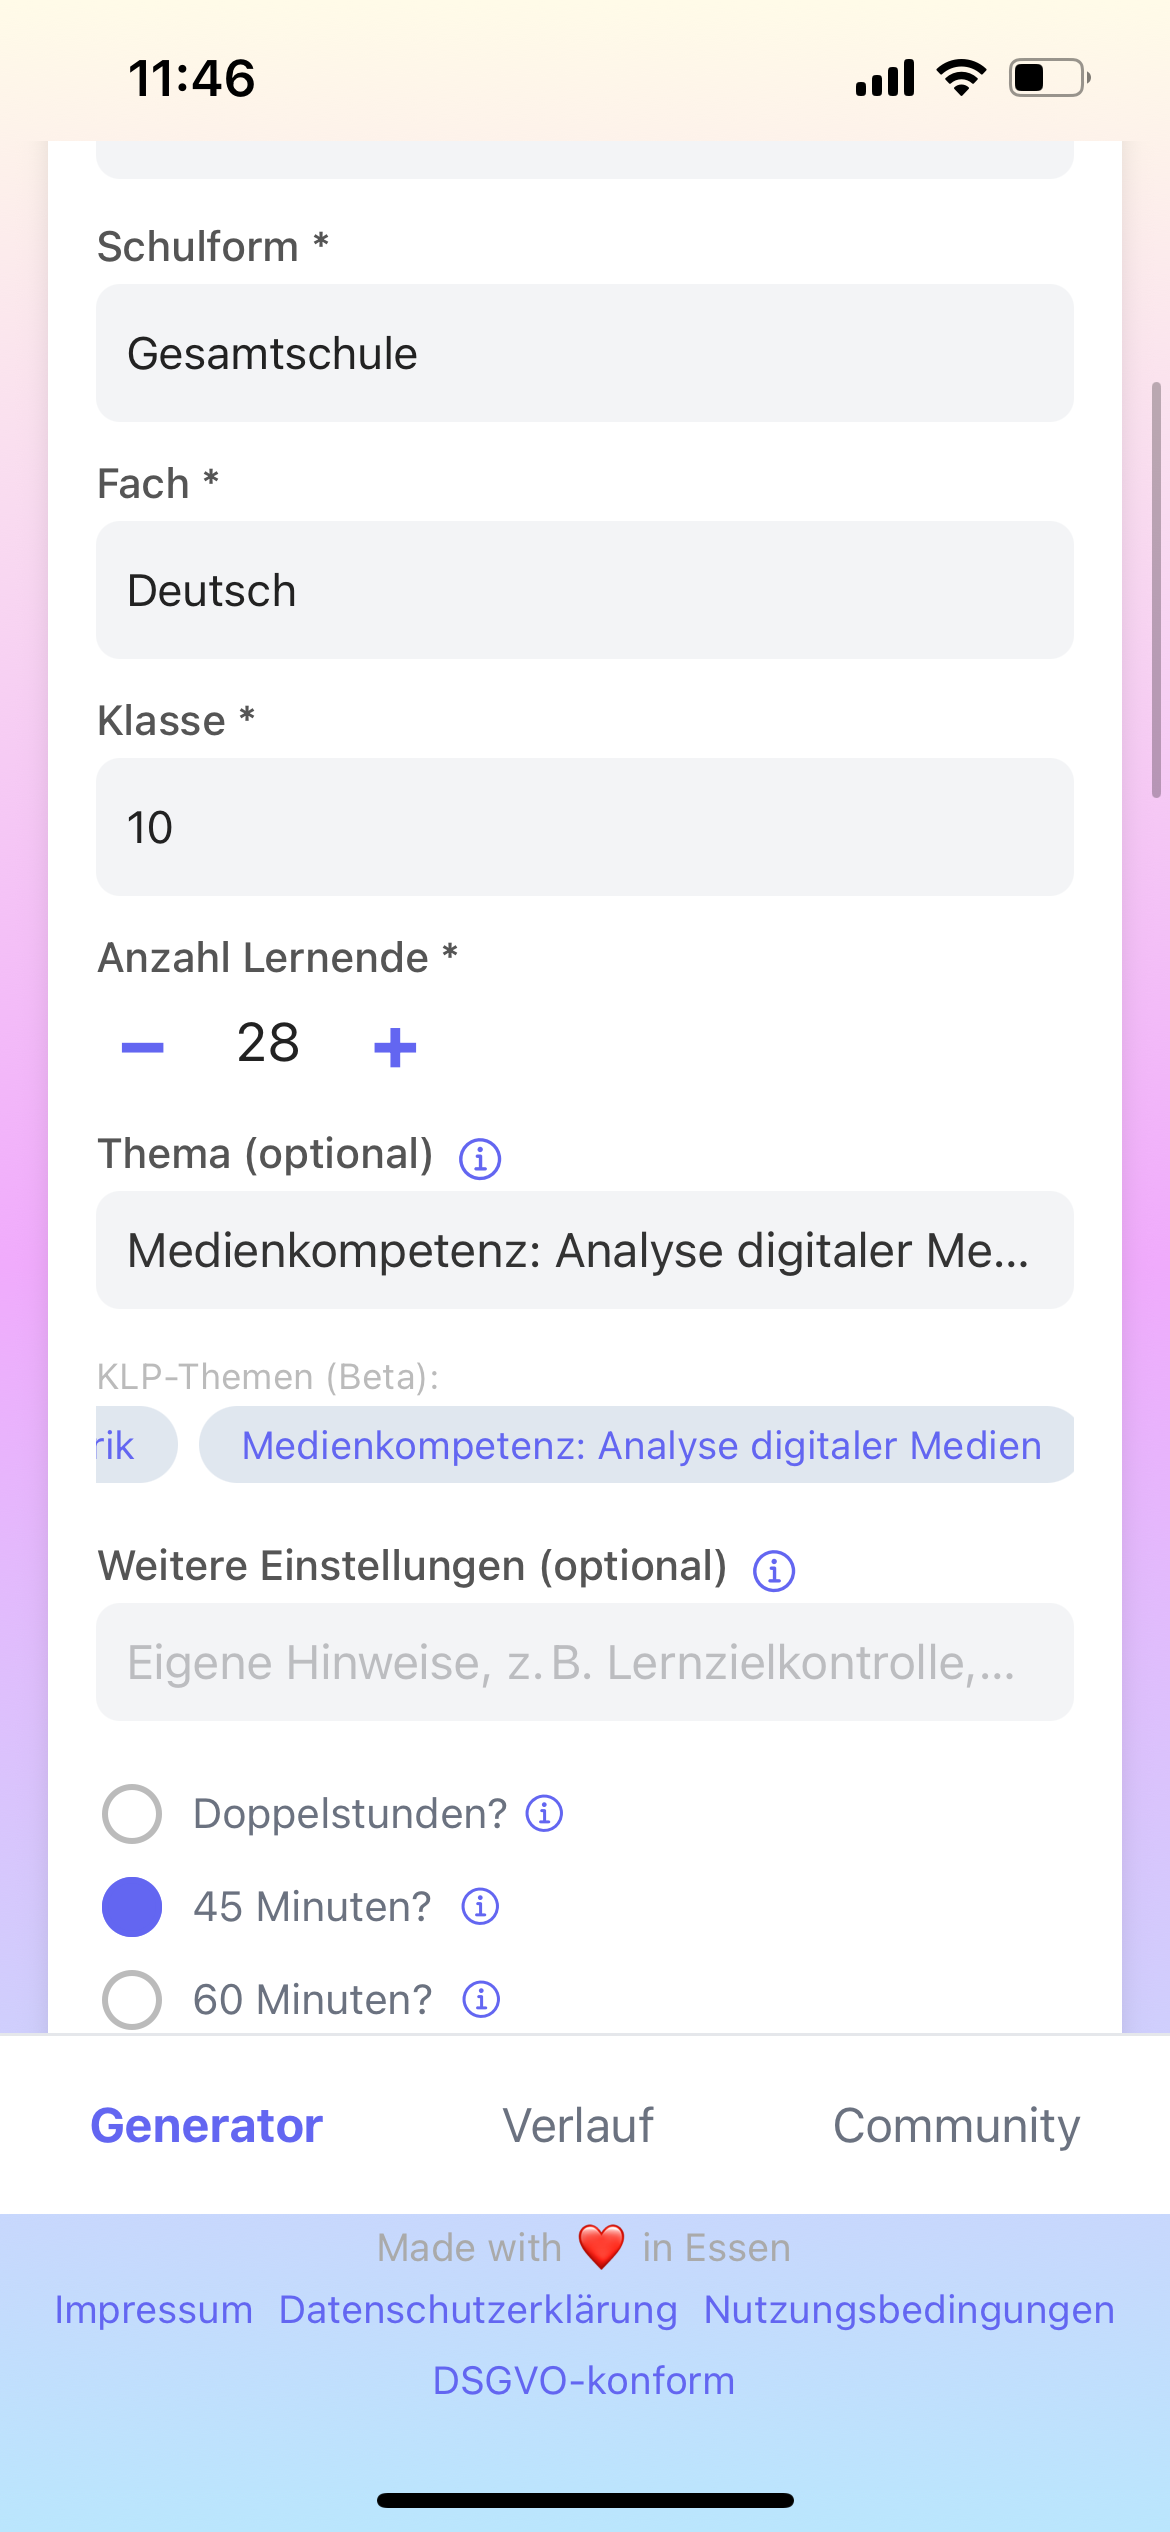 11:46
Schulform *
Gesamtschule
Fach *
Deutsch
Klasse *
10
Anzahl Lernende *
− 28 +
Thema (optional)
Medienkompetenz: Analyse digitaler Me...
KLP-Themen (Beta):
rik Medienkompetenz: Analyse digitaler Medien
Weitere Einstellungen (optional)
Eigene Hinweise, z. B. Lernzielkontrolle,...
Doppelstunden?
45 Minuten?
60 Minuten?
Generator Verlauf Community
Made with ❤️ in Essen
Impressum Datenschutzerklärung Nutzungsbedingungen
DSGVO-konform